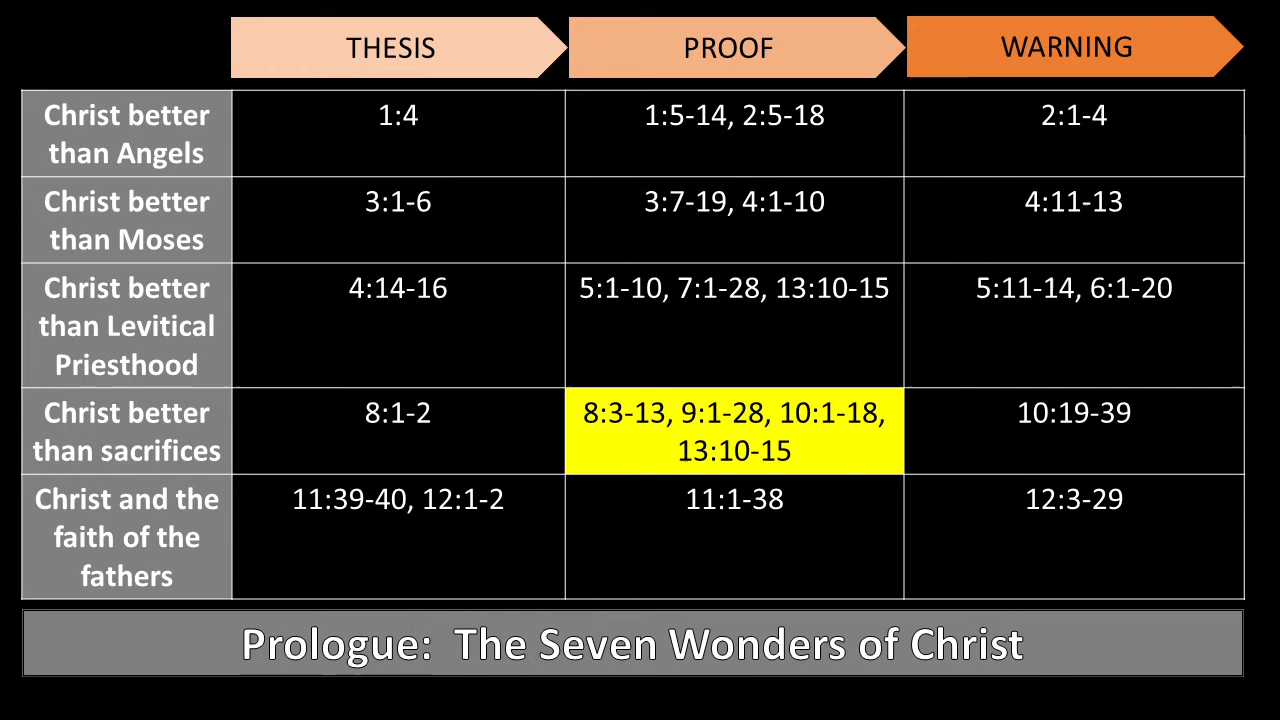 THESIS PROOF WARNING
Christ better 1:4 1:5-14, 2:5-18 2:1-4
than Angels
Christ better 3:1-6 3:7-19, 4:1-10 4:11-13
than Moses
Christ better 4:14-16 5:1-10, 7:1-28, 13:10-15 5:11-14, 6:1-20
than Levitical
Priesthood
Christ better 8:1-2 8:3-13, 9:1-28, 10:1-18, 10:19-39
than sacrifices 13:10-15
Christ and the 11:39-40, 12:1-2 11:1-38 12:3-29
faith of the
fathers
Prologue: The Seven Wonders of Christ